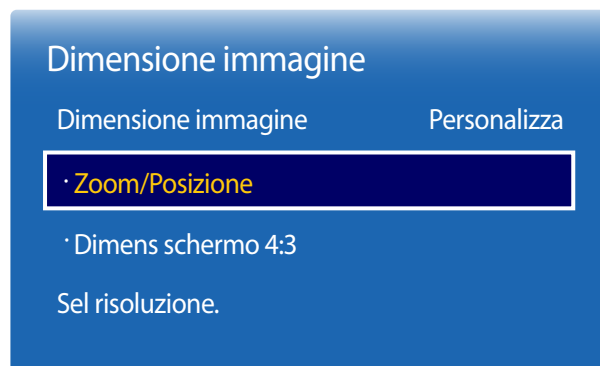 Dimensione immagine
Dimensione immagine Personalizza
· Zoom/Posizione
· Dimens schermo 4:3
Sel risoluzione.